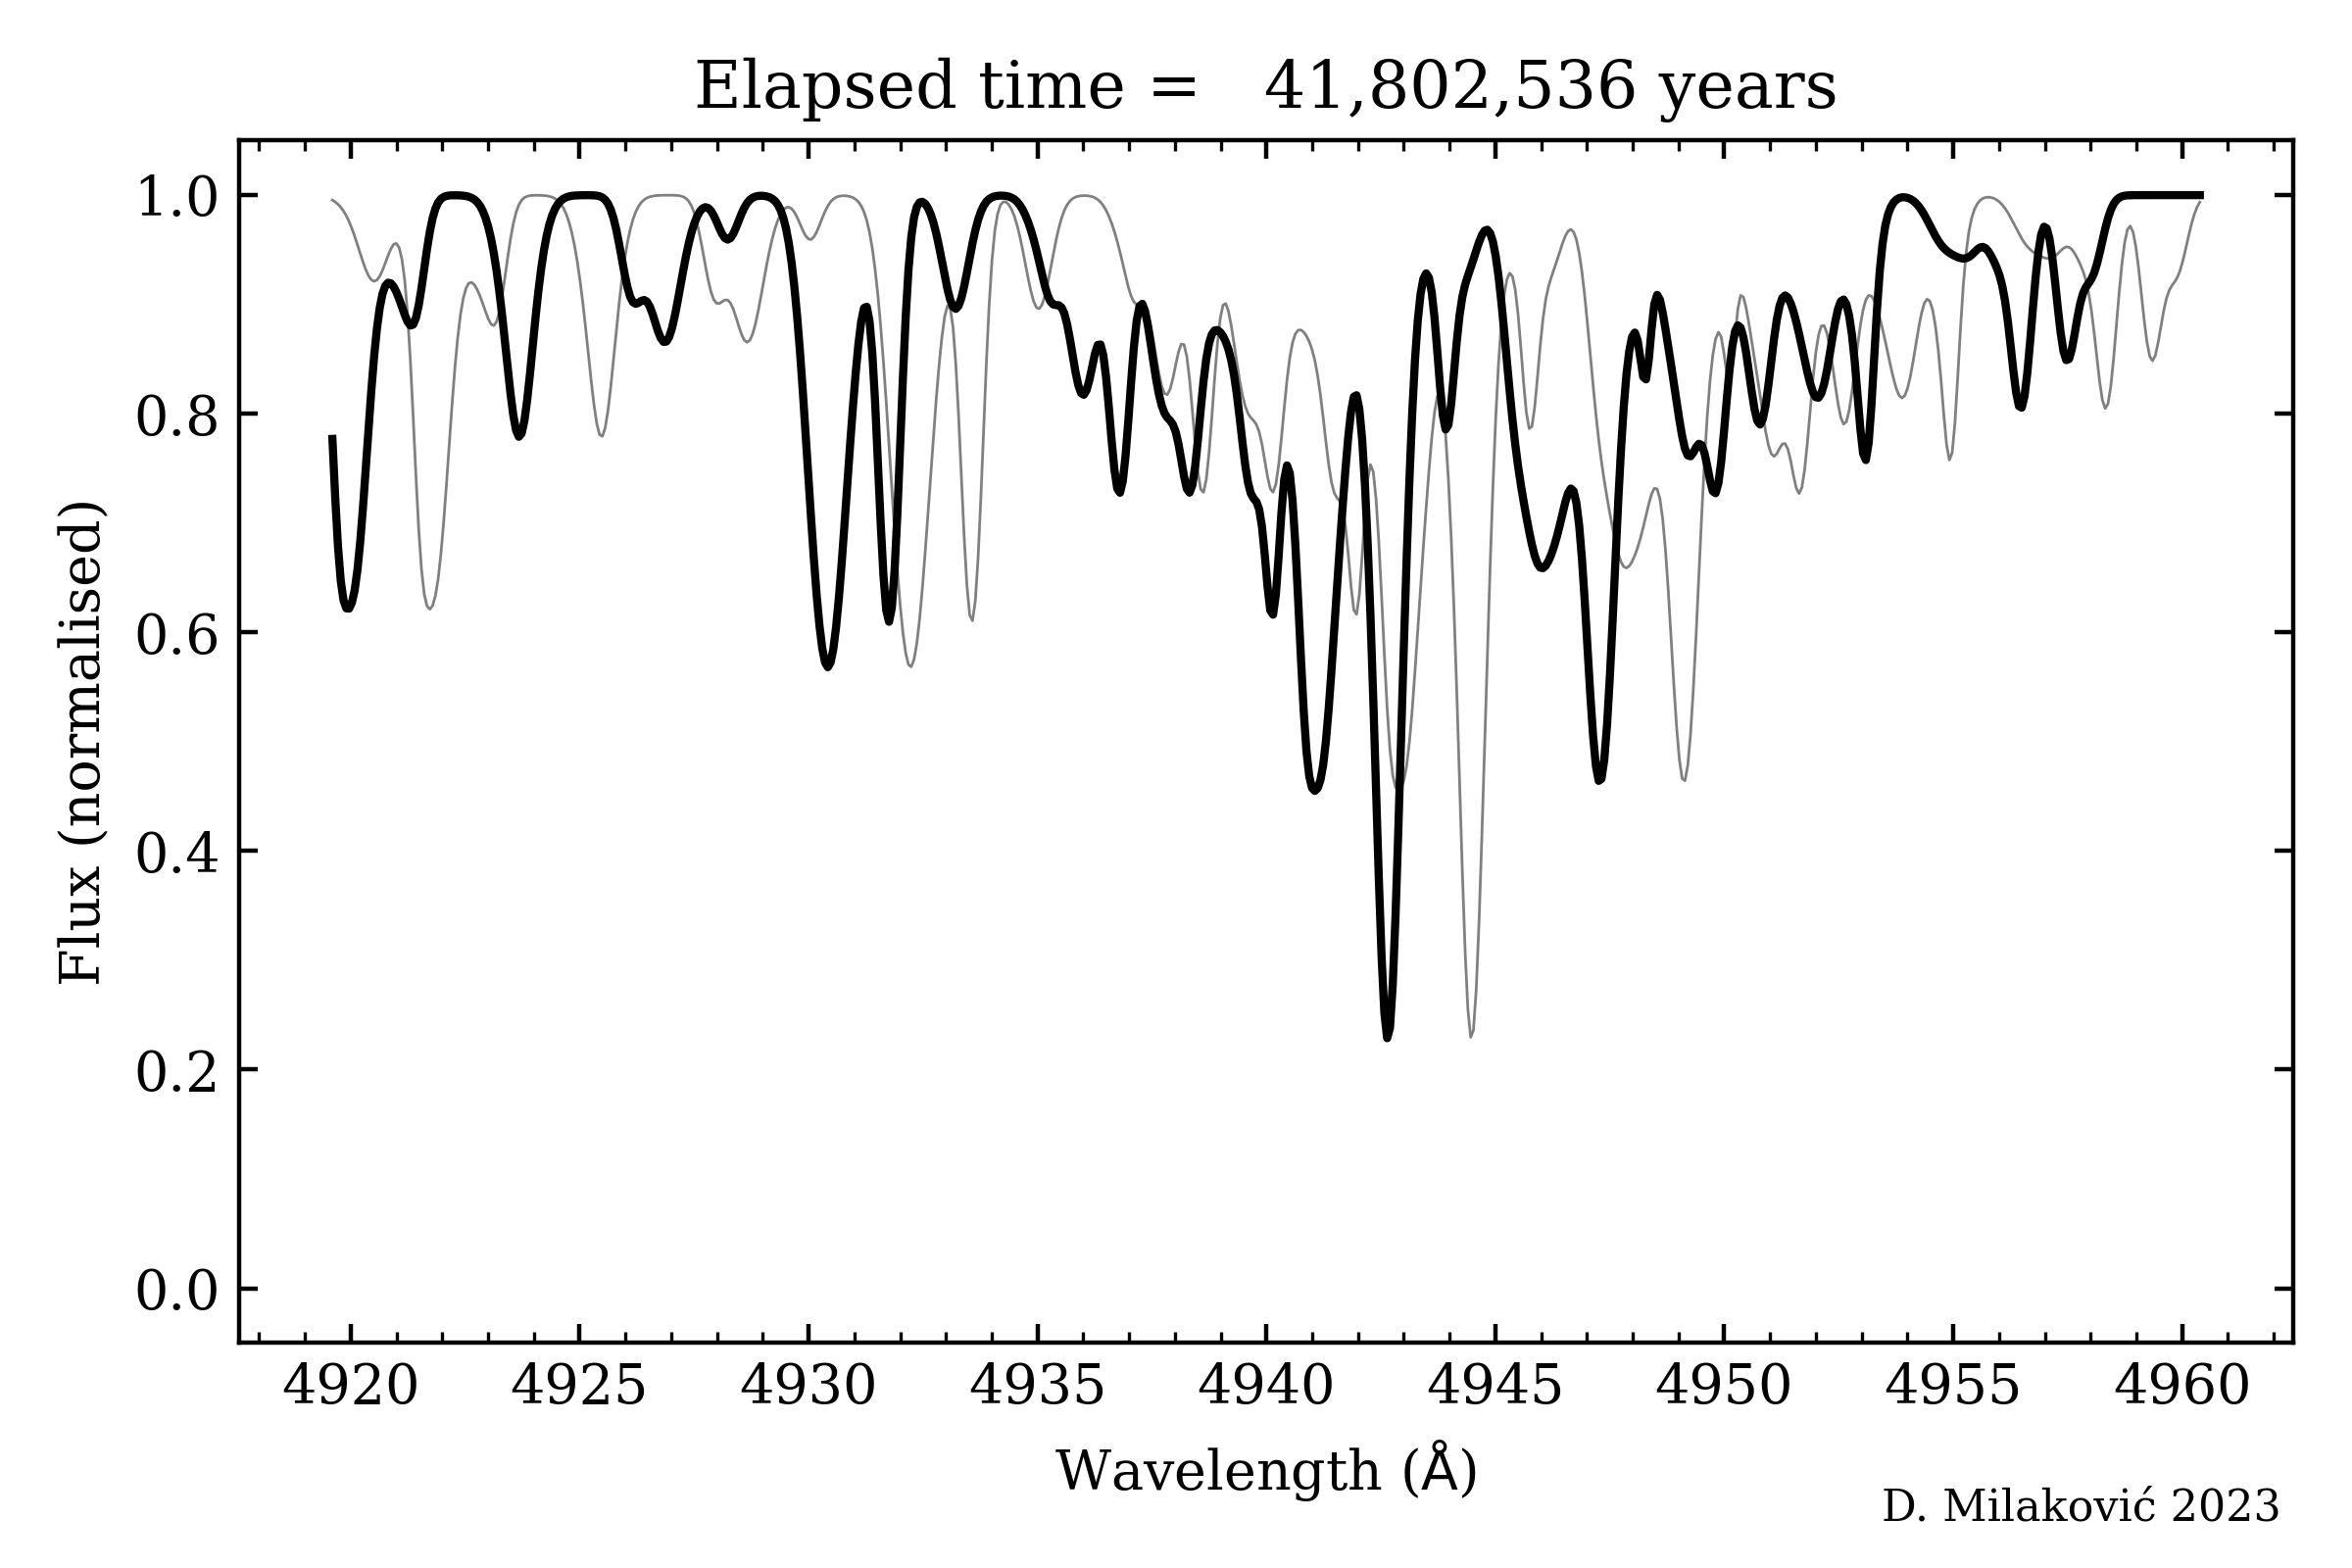 Elapsed time = 41,802,536 years
1.0
0.8
0.6
0.4
0.2
0.0
Flux (normalised)
4920 4925 4930 4935 4940 4945 4950 4955 4960
Wavelength (Å)
D. Milaković 2023